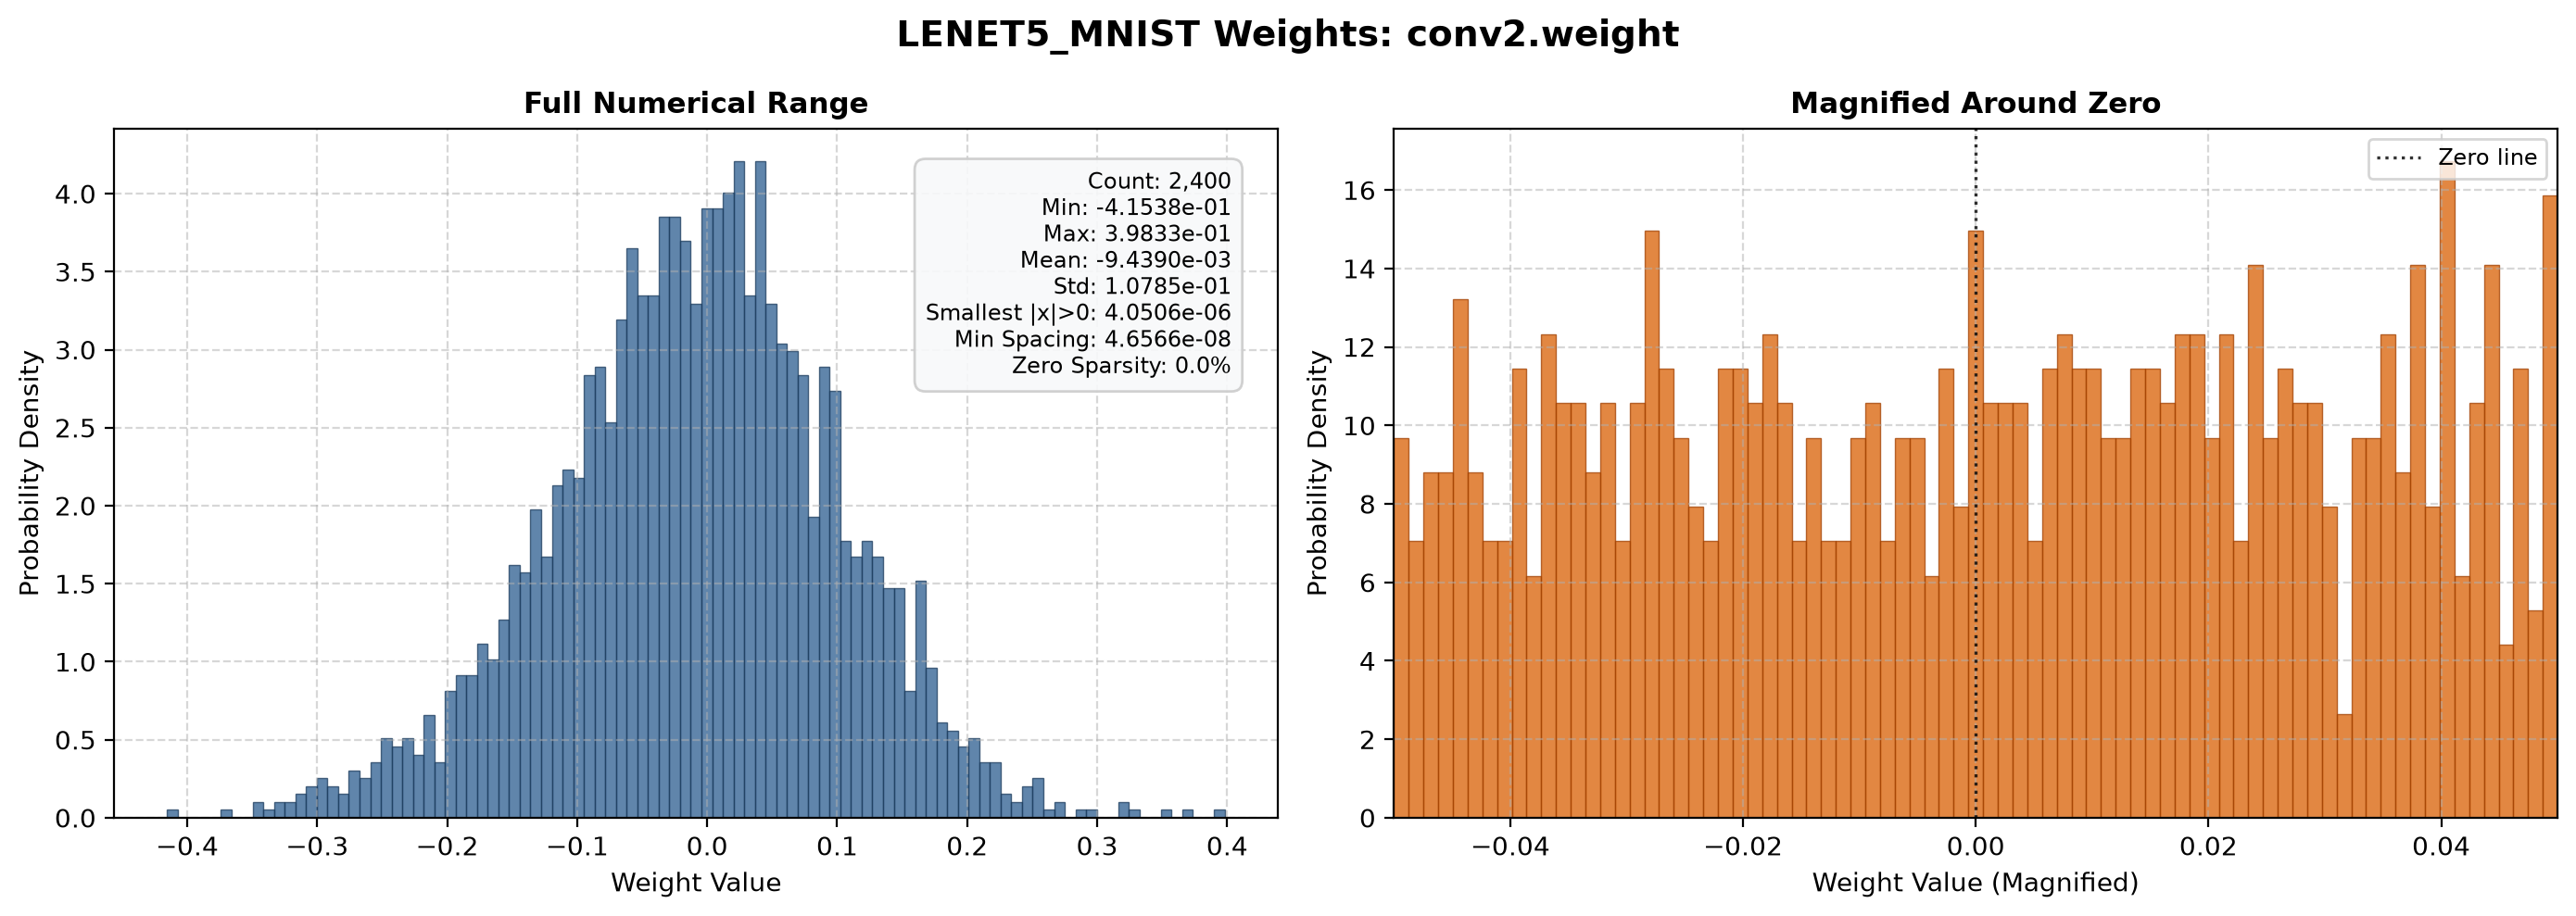 LENET5_MNIST Weights: conv2.weight
Full Numerical Range
Probability Density
4.0
3.5
3.0
2.5
2.0
1.5
1.0
0.5
0.0
−0.4
−0.3
−0.2
−0.1
0.0
0.1
0.2
0.3
0.4
Weight Value
Count: 2,400
Min: -4.1538e-01
Max: 3.9833e-01
Mean: -9.4390e-03
Std: 1.0785e-01
Smallest |x|>0: 4.0506e-06
Min Spacing: 4.6566e-08
Zero Sparsity: 0.0%
Magnified Around Zero
Probability Density
16
14
12
10
8
6
4
2
0
−0.04
−0.02
0.00
0.02
0.04
Weight Value (Magnified)
Zero line